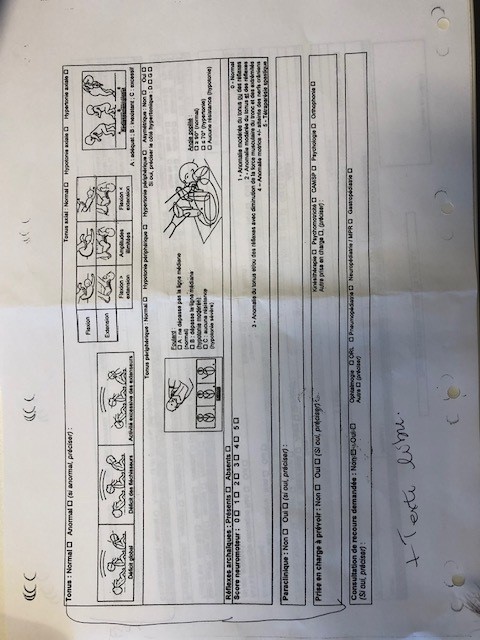 Tonus : Normal □ Anormal □ (si anormal, préciser) :
Tonus axial : Normal □ Hypotonie axiale □ Hypertonie axiale □
Flexion
Extension
Déficit global
Déficit des fléchisseurs
Activité excessive des extenseurs
Flexion > extension
Amplitudes illimitées
Flexion < extension
A : adéquat ; B : inexistant ; C : excessif
Tonus périphérique : Normal □ Hypotonie périphérique □ Hypertonie périphérique □ Asymétrique : Non □ Oui □
Si oui, préciser le côté hypertonique : D □ G □
Foulard :
□ A : ne dépasse pas la ligne médiane
(normal)
□ B : dépasse la ligne médiane
(hypotonie modérée)
□ C : aucune résistance
(hypotonie sévère)
Angle poplité :
□ ≥ 90° (normal)
□ ≤ 70° (hypertonie)
□ Aucune résistance (hypotonie)
Réflexes archaïques : Présents □ Absents □
Score neuromoteur : 0 □ 1 □ 2 □ 3 □ 4 □ 5 □
0 - Normal
1 - Anomalie modérée du tonus ou des réflexes
2 - Anomalie modérée du tonus et des réflexes
3 - Anomalie du tonus et/ou des réflexes avec diminution de la force musculaire du tronc et des extrémités
4 – Anomalie motrice +/- atteinte des nerfs crâniens
5 - Tétraparésie spastique
Paraclinique : Non □ Oui □ (si oui, préciser) :
Prise en charge à prévoir : Non □ Oui □ (Si oui, préciser) :
Kinésithérapie □ Psychomotricité □ CAMSP □ Psychologie □ Orthophonie □
Autre prise en charge □, (préciser) :
Consultation de recours demandée : Non □ Oui □
(Si oui, préciser) :
Ophtalmogie □ ORL □ Pneumopédiatrie □ Neuropédiatrie / MPR □ Gastropédiatrie □
Autre □ (préciser)
+ Texte libre.